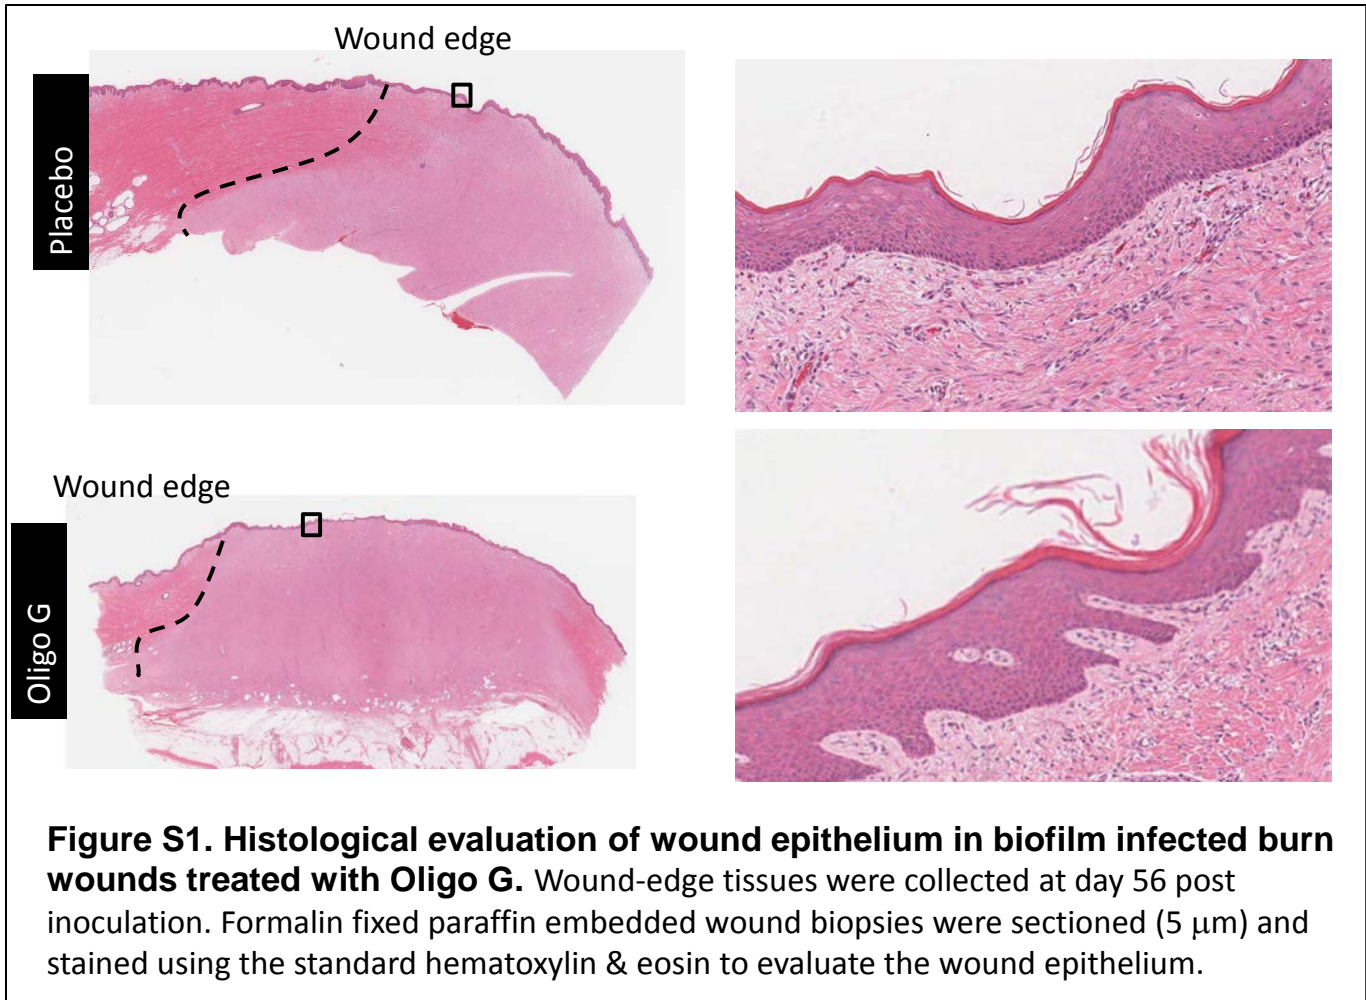 Wound edge
Placebo
Wound edge
Oligo G
Figure S1. Histological evaluation of wound epithelium in biofilm infected burn
wounds treated with Oligo G. Wound-edge tissues were collected at day 56 post
inoculation. Formalin fixed paraffin embedded wound biopsies were sectioned (5 μm) and
stained using the standard hematoxylin & eosin to evaluate the wound epithelium.